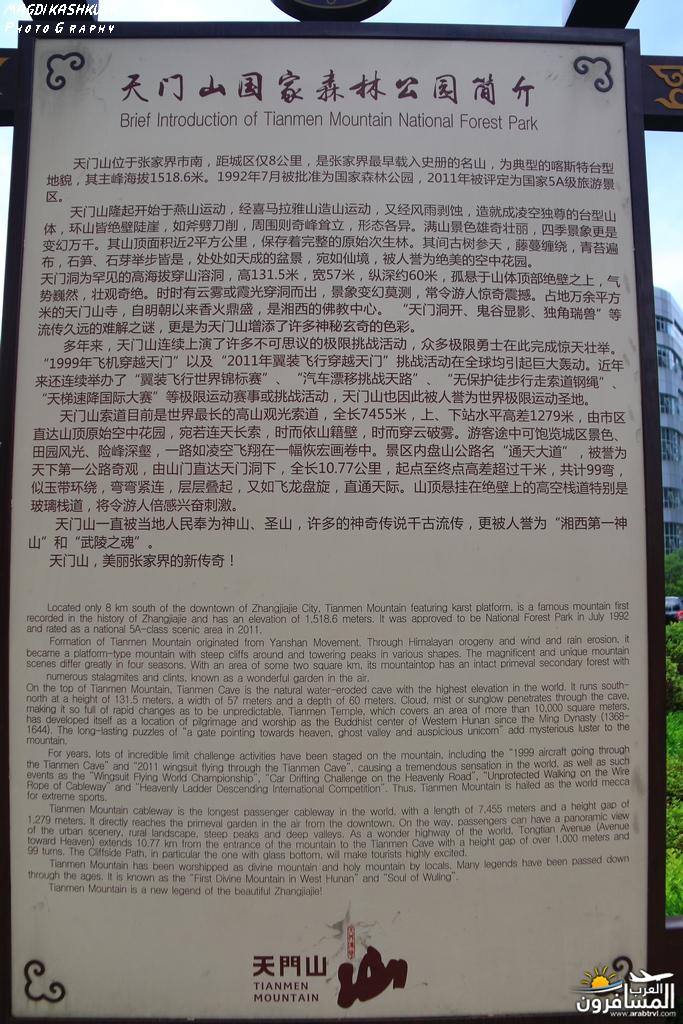 MAGDI KASHKUSH
PHOTOGRAPHY
天门山国家森林公园简介
Brief Introduction of Tianmen Mountain National Forest Park
天门山位于张家界市南，距城区仅8公里，是张家界最早载入史册的名山，为典型的喀斯特台型
地貌，其主峰海拔1518.6米。1992年7月被批准为国家森林公园，2011年被评定为国家5A级旅游景
区。
天门山隆起开始于燕山运动，经喜马拉雅山造山运动，又经风雨剥蚀，造就成凌空独尊的台型山
体，环山皆绝壁陡崖，如斧劈刀削，周围则奇峰耸立，形态各异。满山景色雄奇壮丽，四季景象更是
变幻万千。其山顶面积近2平方公里，保存着完整的原始次生林。其间古树参天，藤蔓缠绕，青苔遍
布，石笋、石芽举步皆是，处处如天成的盆景，宛如仙境，被人誉为绝美的空中花园。
天门洞为罕见的高海拔穿山溶洞，高131.5米，宽57米，纵深约60米，孤悬于山体顶部绝壁之上，气
势巍然，壮观奇绝。时时有云雾或霞光穿洞而出，景象变幻莫测，常令游人惊奇震撼。占地万余平方
米的天门山寺，自明朝以来香火鼎盛，是湘西的佛教中心。 “天门洞开、鬼谷显影、独角瑞兽”等
流传久远的难解之谜，更是为天门山增添了许多神秘玄奇的色彩。
多年来，天门山连续上演了许多不可思议的极限挑战活动，众多极限勇士在此完成惊天壮举。
“1999年飞机穿越天门”以及“2011年翼装飞行穿越天门”挑战活动在全球均引起巨大轰动。近年
来还连续举办了“翼装飞行世界锦标赛”、“汽车漂移挑战天路”、“无保护徒步行走索道钢绳”、
“天梯速降国际大赛”等极限运动赛事或挑战活动，天门山也因此被人誉为世界极限运动圣地。
天门山索道目前是世界最长的高山观光索道，全长7455米，上、下站水平高差1279米，由市区
直达山顶原始空中花园，宛若连天长索，时而依山籍壁，时而穿云破雾。游客途中可饱览城区景色、
田园风光、险峰深壑，一路如凌空飞翔在一幅恢宏画卷中。景区内盘山公路名“通天大道”，被誉为
天下第一公路奇观，由山门直达天门洞下，全长10.77公里，起点至终点高差超过千米，共计99弯，
似玉带环绕，弯弯紧连，层层叠起，又如飞龙盘旋，直通天际。山顶悬挂在绝壁上的高空栈道特别是
玻璃栈道，将令游人倍感兴奋刺激。
天门山一直被当地人民奉为神山、圣山，许多的神奇传说千古流传，更被人誉为“湘西第一神
山”和“武陵之魂”。
天门山，美丽张家界的新传奇！
Located only 8 km south of the downtown of Zhangjiajie City, Tianmen Mountain featuring karst platform, is a famous mountain first
recorded in the history of Zhangjiajie and has an elevation of 1,518.6 meters. It was approved to be National Forest Park in July 1992
and rated as a national 5A-class scenic area in 2011.
Formation of Tianmen Mountain originated from Yanshan Movement. Through Himalayan orogeny and wind and rain erosion, it
became a platform-type mountain with steep cliffs around and towering peaks in various shapes. The magnificent and unique mountain
scenes differ greatly in four seasons. With an area of some two square km, its mountaintop has an intact primeval secondary forest with
numerous stalagmites and clints, known as a wonderful garden in the air.
On the top of Tianmen Mountain, Tianmen Cave is the natural water-eroded cave with the highest elevation in the world. It runs south-
north at a height of 131.5 meters, a width of 57 meters and a depth of 60 meters. Cloud, mist or sunglow penetrates through the cave,
making it so full of rapid changes as to be unpredictable. Tianmen Temple, which covers an area of more than 10,000 square meters,
has developed itself as a location of pilgrimage and worship as the Buddhist center of Western Hunan since the Ming Dynasty (1368-
1644). The long-lasting puzzles of "a gate pointing towards heaven, ghost valley and auspicious unicorn" add mysterious luster to the
mountain.
For years, lots of incredible limit challenge activities have been staged on the mountain, including the "1999 aircraft going through
the Tianmen Cave" and "2011 wingsuit flying through the Tianmen Cave", causing a tremendous sensation in the world, as well as such
events as the "Wingsuit Flying World Championship", "Car Drifting Challenge on the Heavenly Road", "Unprotected Walking on the Wire
Rope of Cableway" and "Heavenly Ladder Descending International Competition". Thus, Tianmen Mountain is hailed as the world mecca
for extreme sports.
Tianmen Mountain cableway is the longest passenger cableway in the world, with a length of 7,455 meters and a height gap of
1,279 meters. It directly reaches the primeval garden in the air from the downtown. On the way, passengers can have a panoramic view
of the urban scenery, rural landscape, steep peaks and deep valleys. As a wonder highway of the world, Tongtian Avenue (Avenue
toward Heaven) extends 10.77 km from the entrance of the mountain to the Tianmen Cave with a height gap of over 1,000 meters and
99 turns. The Cliffside Path, in particular the one with glass bottom, will make tourists highly excited.
Tianmen Mountain has been worshipped as divine mountain and holy mountain by locals. Many legends have been passed down
through the ages. It is known as the "First Divine Mountain in West Hunan" and "Soul of Wuling".
Tianmen Mountain is a new legend of the beautiful Zhangjiajie!
天門山
TIANMEN
MOUNTAIN
العرب
المسافرون
www.arabtrvl.com